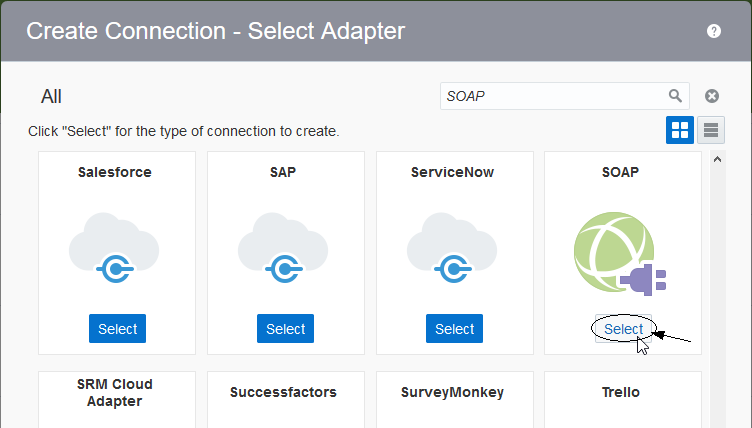 Create Connection - Select Adapter
?
All
SOAP
Click "Select" for the type of connection to create.
Salesforce
SAP
ServiceNow
SOAP
Select
Select
Select
Select
SRM Cloud
Adapter
Successfactors
SurveyMonkey
Trello